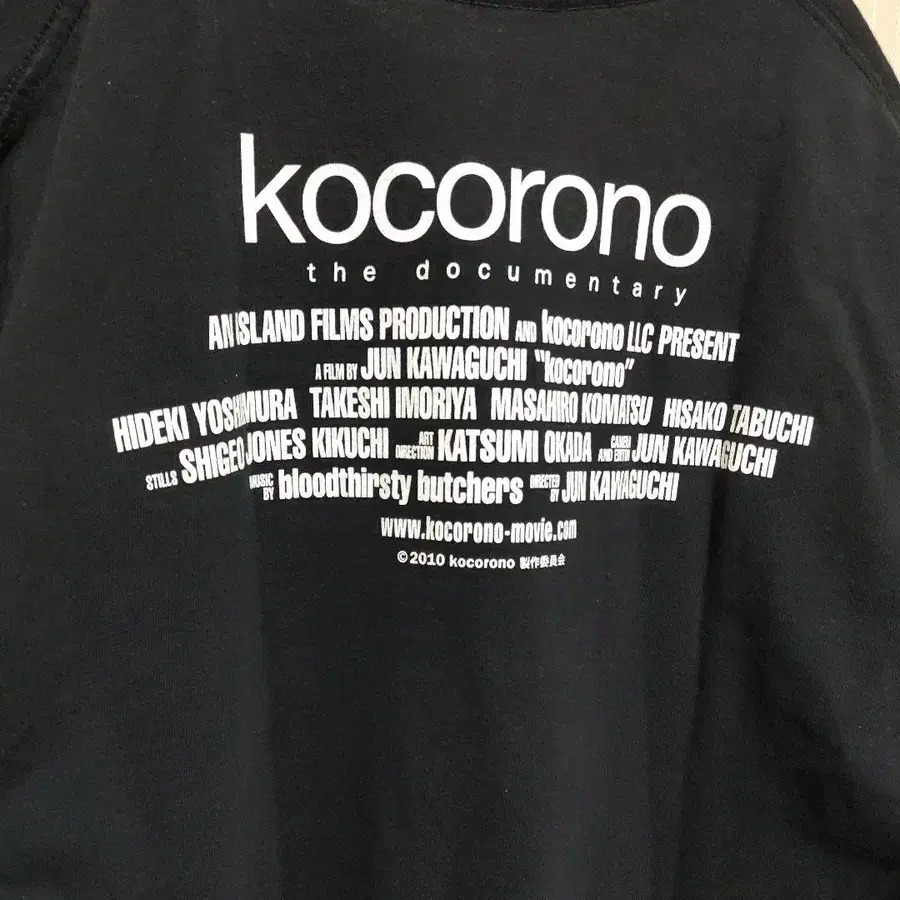 kocorono
the documentary
AN ISLAND FILMS PRODUCTION AND kocorono LLC PRESENT
A FILM BY JUN KAWAGUCHI "kocorono"
HIDEKI YOSHIMURA TAKESHI IMORIYA MASAHIRO KOMATSU HISAKO TABUCHI
STILLS SHIGEO JONES KIKUCHI ART DIRECTION KATSUMI OKADA CAMERA AND EDITH JUN KAWAGUCHI
MUSIC BY bloodthirsty butchers DIRECTED BY JUN KAWAGUCHI
www.kocorono-movie.com
©2010 kocorono 製作委員会